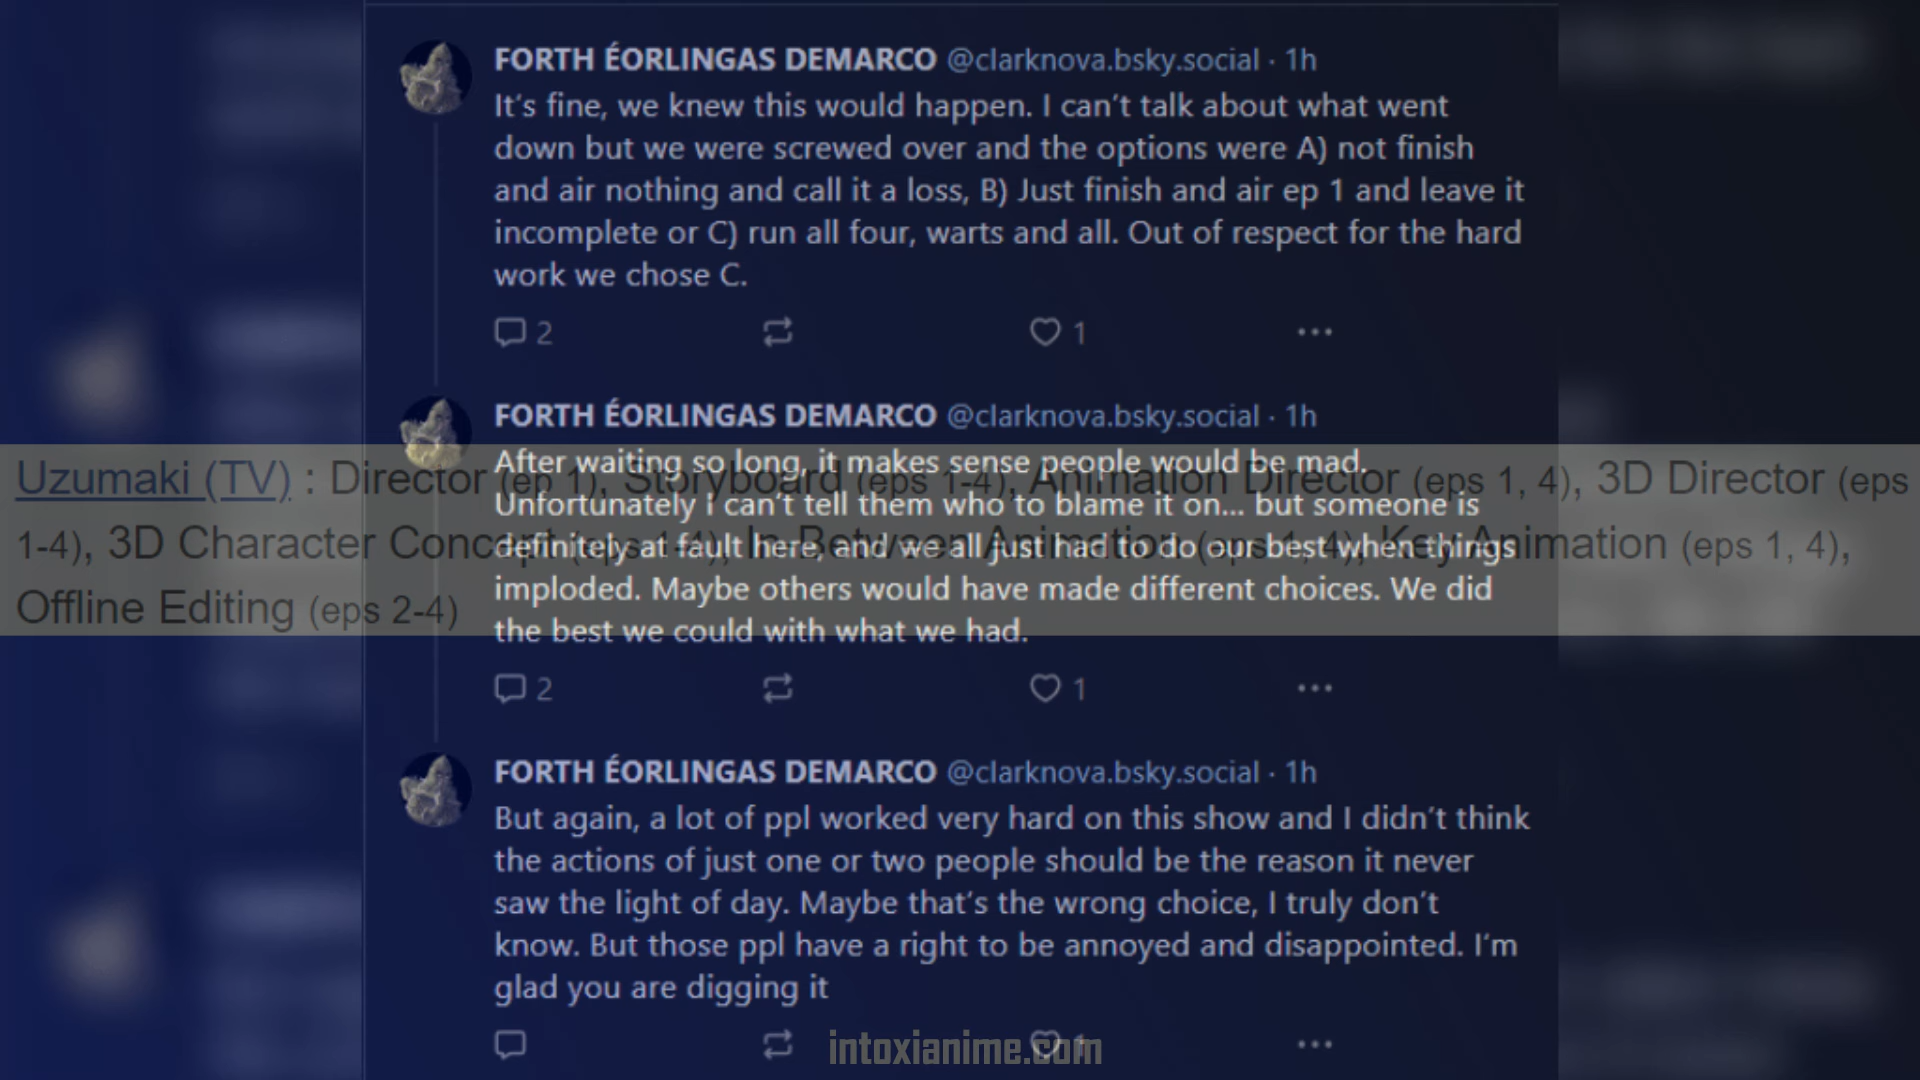 FORTH ÉORLINGAS DEMARCO @clarknova.bsky.social · 1h
It's fine, we knew this would happen. I can't talk about what went
down but we were screwed over and the options were A) not finish
and air nothing and call it a loss, B) Just finish and air ep 1 and leave it
incomplete or C) run all four, warts and all. Out of respect for the hard
work we chose C.
2 1
FORTH ÉORLINGAS DEMARCO @clarknova.bsky.social · 1h
After waiting so long, it makes sense people would be mad.
Unfortunately I can't tell them who to blame it on... but someone is
definitely at fault here, and we all just had to do our best when things
imploded. Maybe others would have made different choices. We did
the best we could with what we had.
Uzumaki (TV) : Director (ep 1), Storyboard (eps 1-4), Animation Director (eps 1, 4), 3D Director (eps
1-4), 3D Character Concept (eps 1-4), In-Between Animation (eps 1, 4), Key Animation (eps 1, 4),
Offline Editing (eps 2-4)
2 1
FORTH ÉORLINGAS DEMARCO @clarknova.bsky.social · 1h
But again, a lot of ppl worked very hard on this show and I didn't think
the actions of just one or two people should be the reason it never
saw the light of day. Maybe that's the wrong choice, I truly don't
know. But those ppl have a right to be annoyed and disappointed. I'm
glad you are digging it
1
intoxianime.com